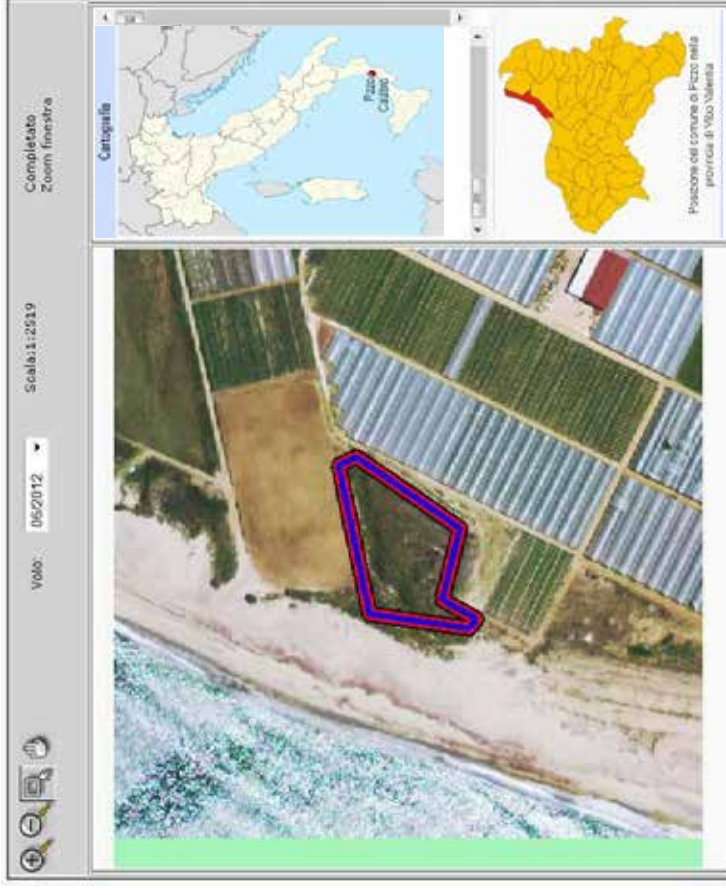 Volo: 06/2012 Scala:1:2519 Completato
Zoom finestra
Cartografia
Pizzo
Calabro
Posizione del comune di Pizzo nella
provincia di Vibo Valentia